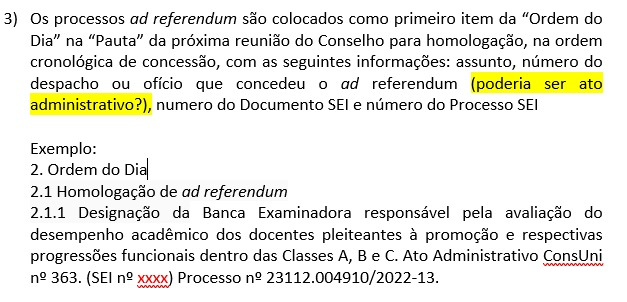 3) Os processos ad referendum são colocados como primeiro item da “Ordem do
Dia” na “Pauta” da próxima reunião do Conselho para homologação, na ordem
cronológica de concessão, com as seguintes informações: assunto, número do
despacho ou ofício que concedeu o ad referendum (poderia ser ato
administrativo?), numero do Documento SEI e número do Processo SEI
Exemplo:
2. Ordem do Dia
2.1 Homologação de ad referendum
2.1.1 Designação da Banca Examinadora responsável pela avaliação do
desempenho acadêmico dos docentes pleiteantes à promoção e respectivas
progressões funcionais dentro das Classes A, B e C. Ato Administrativo ConsUni
nº 363. (SEI nº xxxx) Processo nº 23112.004910/2022-13.